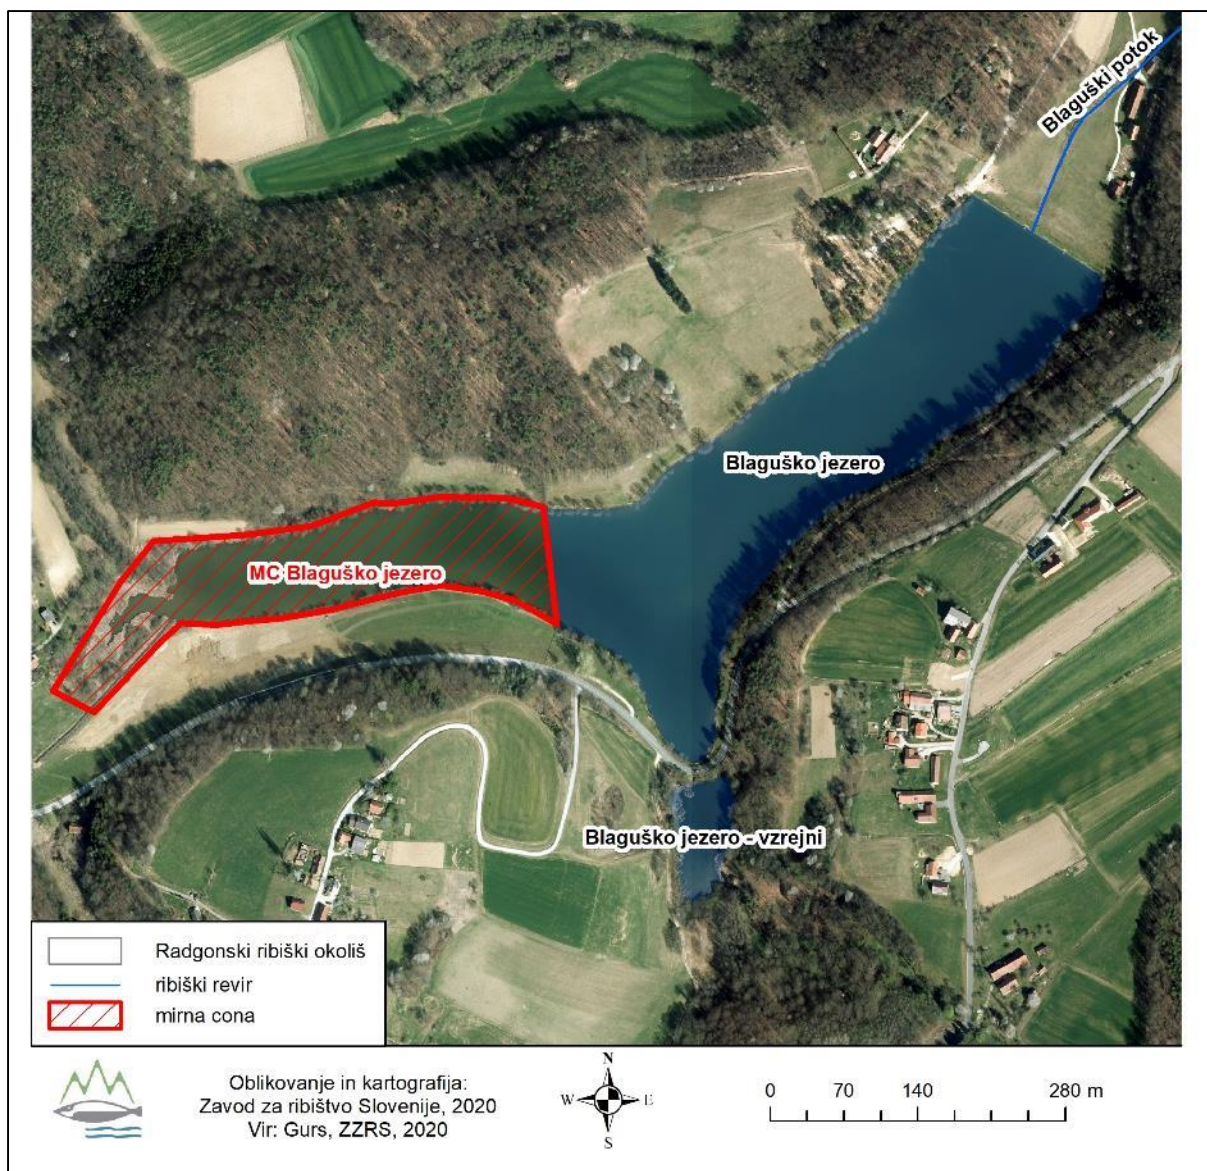 Blaguški potok
Blaguško jezero
MC Blaguško jezero
Blaguško jezero - vzrejni
Radgonski ribiški okoliš
ribiški revir
mirna cona
Oblikovanje in kartografija:
Zavod za ribištvo Slovenije, 2020
Vir: Gurs, ZZRS, 2020
N
W E
S
0 70 140 280 m